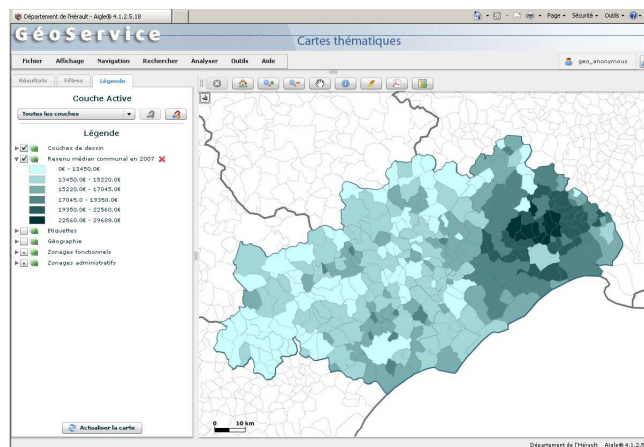 Département de l'Hérault - Aigle® 4.1.2.5.18
Page ▾ Sécurité ▾ Outils ▾
GéoService
Cartes thématiques
Fichier Affichage Navigation Rechercher Analyser Outils Aide
geo_anonymous
Résultats Filtres Légende
Couche Active
Toutes les couches
Légende
Couches de dessin
Revenu médian communal en 2007
0€ - 13450.0€
13450.0€ - 15220.0€
15220.0€ - 17045.0€
17045.0 - 19350.0€
19350.0€ - 22560.0€
22560.0€ - 29689.0€
Etiquettes
Géographie
Zonages fonctionnels
Zonages administratifs
Actualiser la carte
0 10 km
Département de l'Hérault Aigle® 4.1.2.5